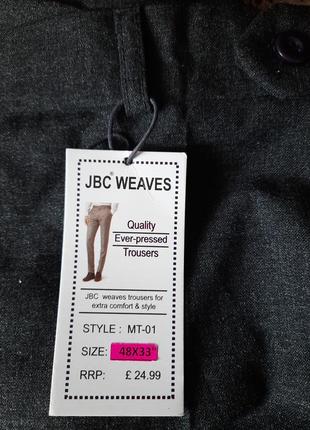 JBC® WEAVES
Quality
Ever-pressed
Trousers
JBC weaves trousers for
extra comfort & style
STYLE : MT-01
SIZE: 48X33"
RRP: £ 24.99